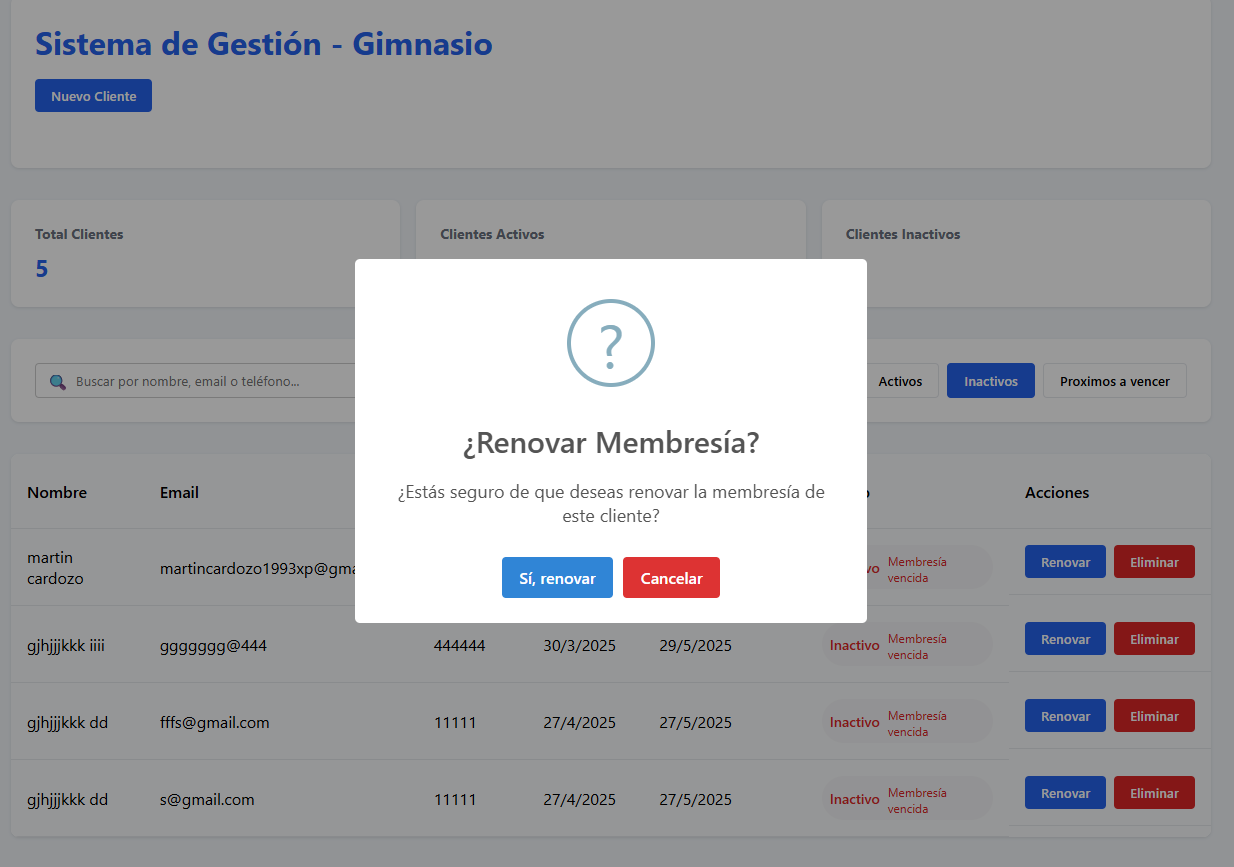 Sistema de Gestión - Gimnasio
Nuevo Cliente
Total Clientes
Clientes Activos
Clientes Inactivos
5
?
¿Renovar Membresía?
¿Estás seguro de que deseas renovar la membresía de
este cliente?
Sí, renovar
Cancelar
Buscar por nombre, email o teléfono...
Activos
Inactivos
Proximos a vencer
Nombre
Email
Acciones
martin
cardozo
martincardozo1993xp@gma
Membresía
vencida
Renovar
Eliminar
gjhjjjkkk iiii
ggggggg@444
444444
30/3/2025
29/5/2025
Inactivo
Membresía
vencida
Renovar
Eliminar
gjhjjjkkk dd
fffs@gmail.com
11111
27/4/2025
27/5/2025
Inactivo
Membresía
vencida
Renovar
Eliminar
gjhjjjkkk dd
s@gmail.com
11111
27/4/2025
27/5/2025
Inactivo
Membresía
vencida
Renovar
Eliminar